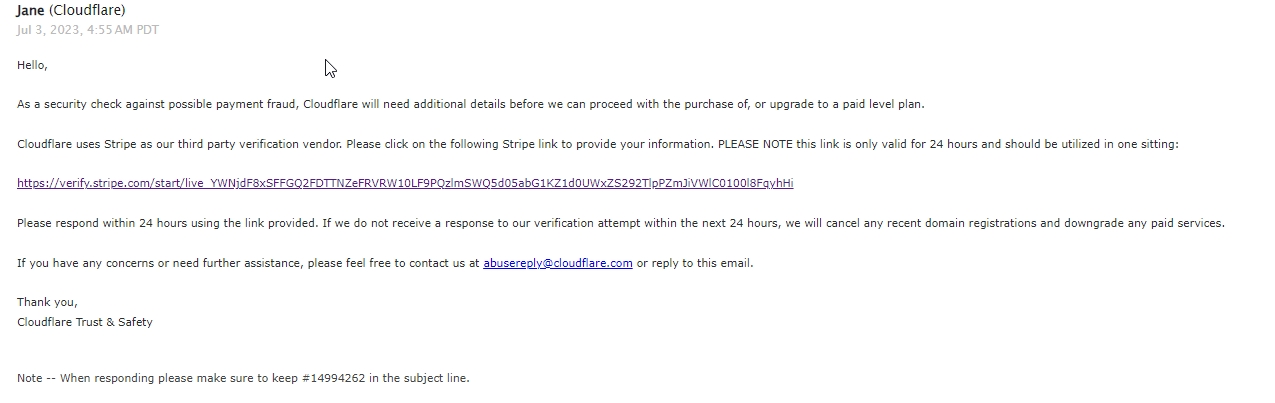 Jane (Cloudflare)
Jul 3, 2023, 4:55 AM PDT
Hello,
As a security check against possible payment fraud, Cloudflare will need additional details before we can proceed with the purchase of, or upgrade to a paid level plan.
Cloudflare uses Stripe as our third party verification vendor. Please click on the following Stripe link to provide your information. PLEASE NOTE this link is only valid for 24 hours and should be utilized in one sitting:
https://verify.stripe.com/start/live_YWNjdF8xSFFGQ2FDTTNZeFRVRW10LF9PQzlmSWQ5d05abG1KZ1d0UWxZS292TlpPZmJiVWlC0100l8FqyhHi
Please respond within 24 hours using the link provided. If we do not receive a response to our verification attempt within the next 24 hours, we will cancel any recent domain registrations and downgrade any paid services.
If you have any concerns or need further assistance, please feel free to contact us at abusereply@cloudflare.com or reply to this email.
Thank you,
Cloudflare Trust & Safety
Note -- When responding please make sure to keep #14994262 in the subject line.